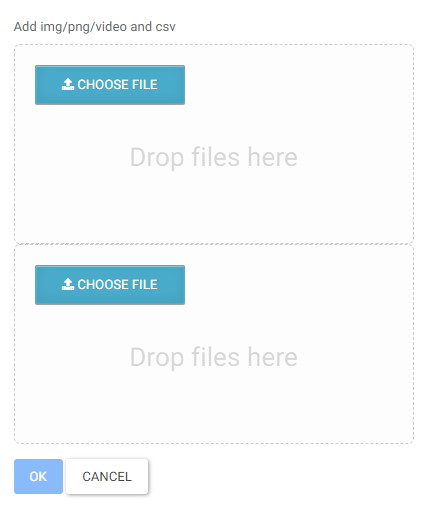 Add img/png/video and csv
CHOOSE FILE
Drop files here
CHOOSE FILE
Drop files here
OK CANCEL